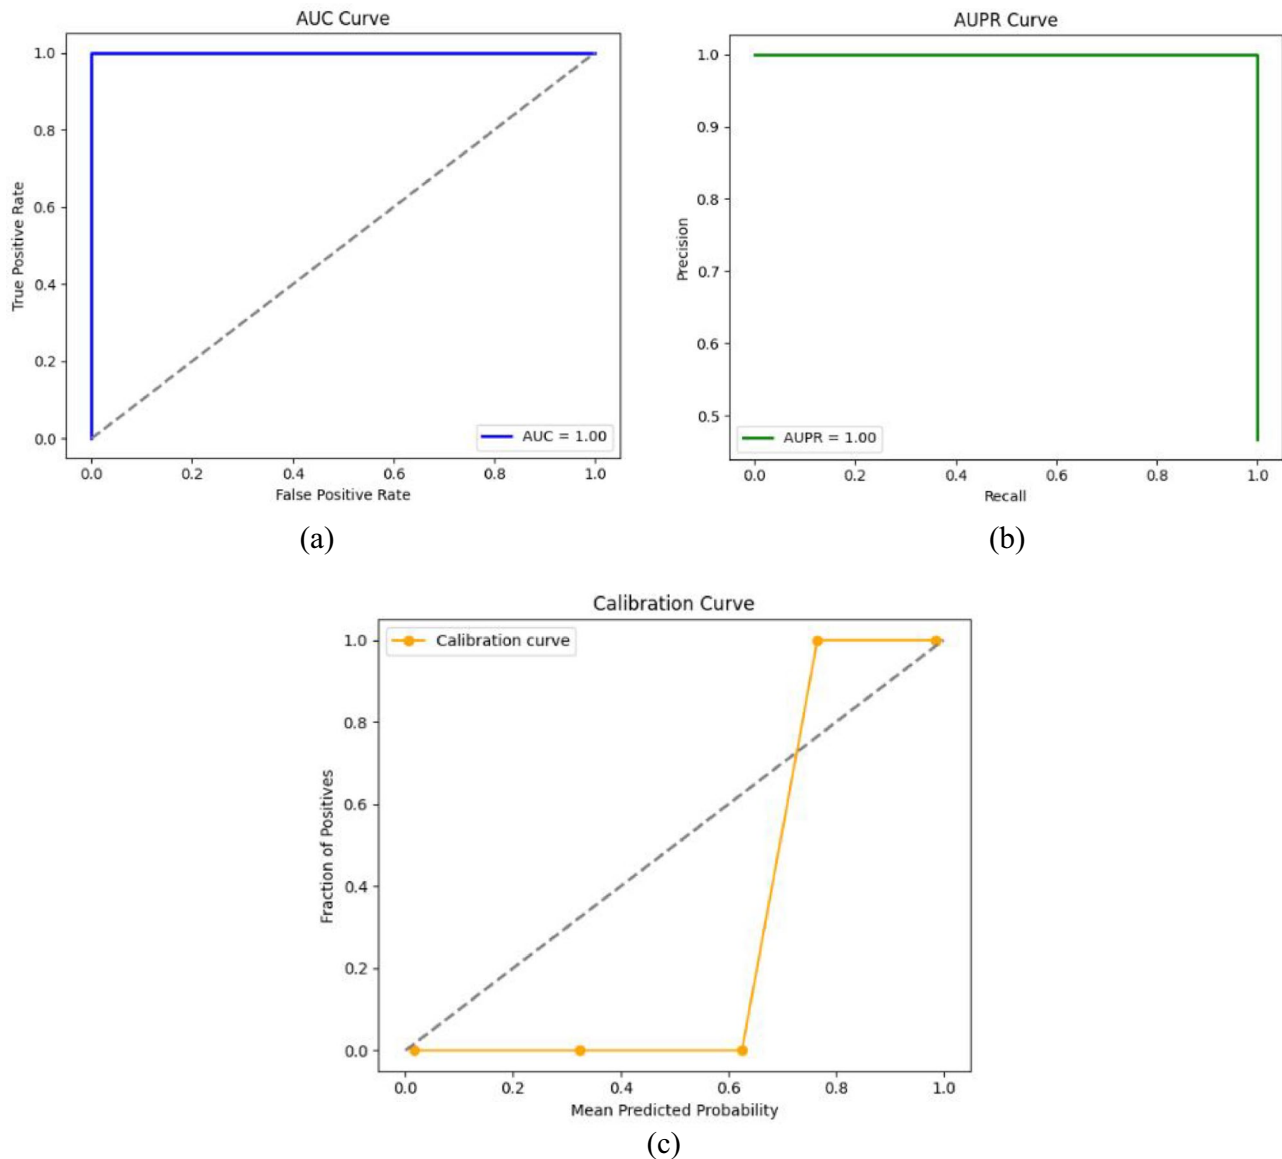 AUC Curve
1.0
0.8
0.6
0.4
0.2
0.0
True Positive Rate
AUC = 1.00
0.0 0.2 0.4 0.6 0.8 1.0
False Positive Rate
(a)
AUPR Curve
1.0
0.9
0.8
0.7
0.6
0.5
Precision
AUPR = 1.00
0.0 0.2 0.4 0.6 0.8 1.0
Recall
(b)
Calibration Curve
Calibration curve
1.0
0.8
0.6
0.4
0.2
0.0
Fraction of Positives
0.0 0.2 0.4 0.6 0.8 1.0
Mean Predicted Probability
(c)